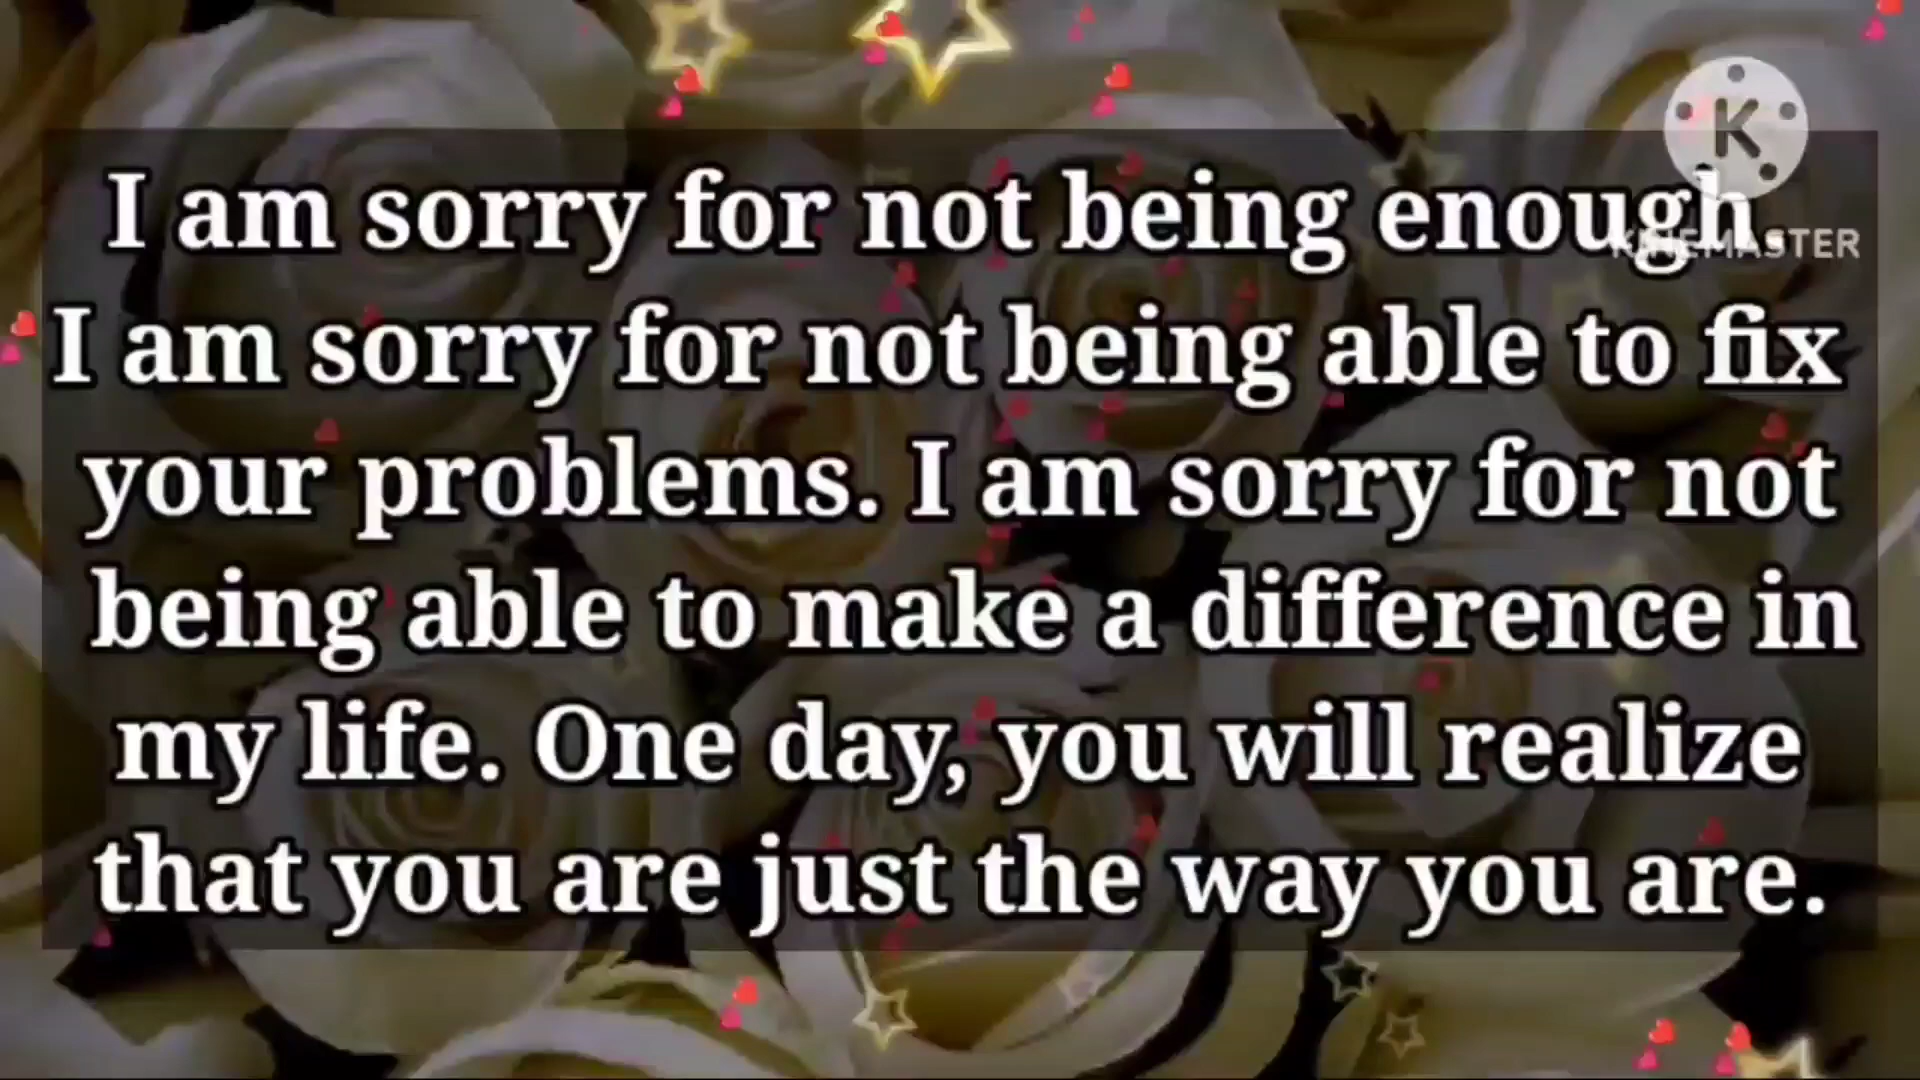 K
KINEMASTER
I am sorry for not being enough.
I am sorry for not being able to fix
your problems. I am sorry for not
being able to make a difference in
my life. One day, you will realize
that you are just the way you are.